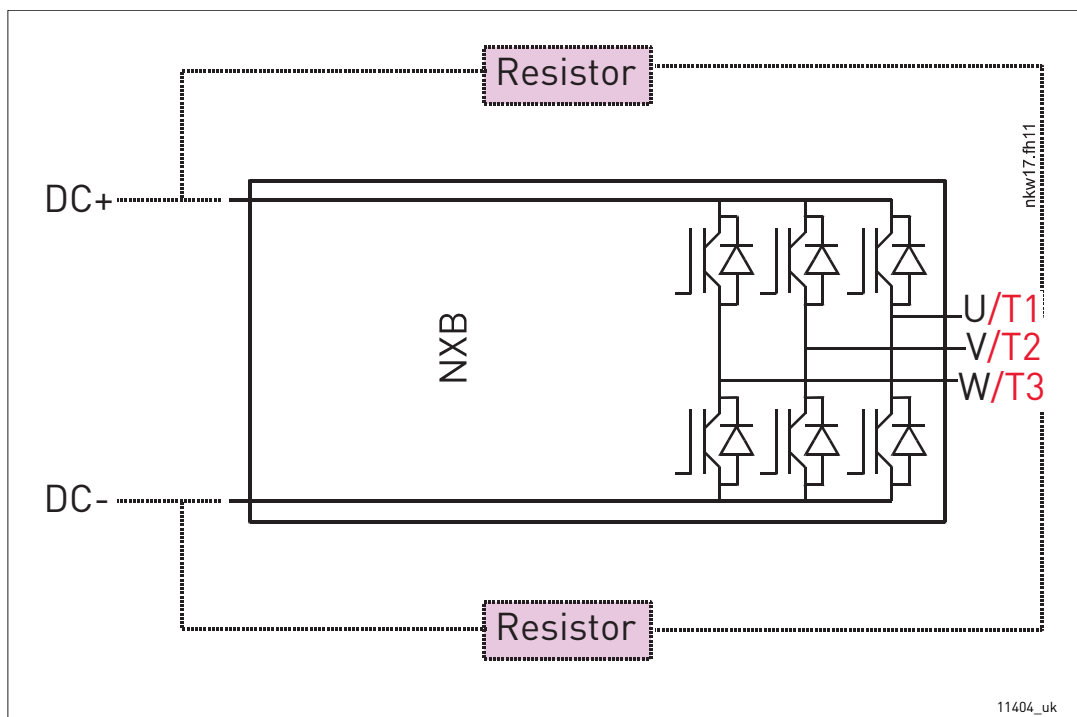 Resistor
nkw17.fh11
DC+
NXB
U/T1
V/T2
W/T3
DC-
Resistor
11404_uk